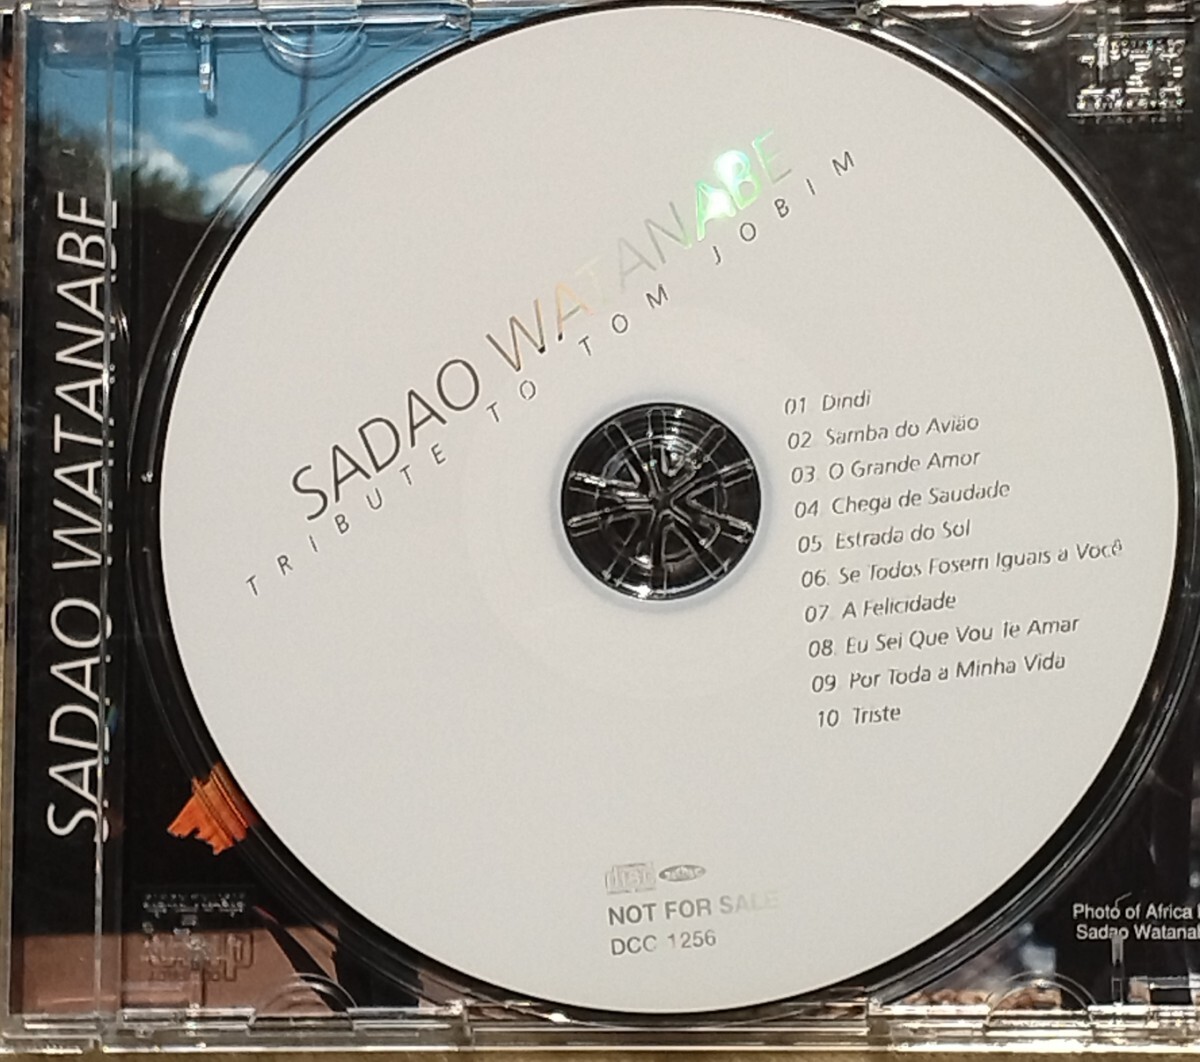 SADAO WATANABE
SADAO WATANABE
TRIBUTE TO TOM JOBIM
01 Dindi
02 Samba do Avião
03 O Grande Amor
04 Chega de Saudade
05 Estrada do Sol
06 Se Todos Fosem Iguais a Você
07 A Felicidade
08 Eu Sei Que Vou Te Amar
09 Por Toda a Minha Vida
10 Triste
disc
NOT FOR SALE
DCC 1256
Photo of Africa
Sadao Watanab